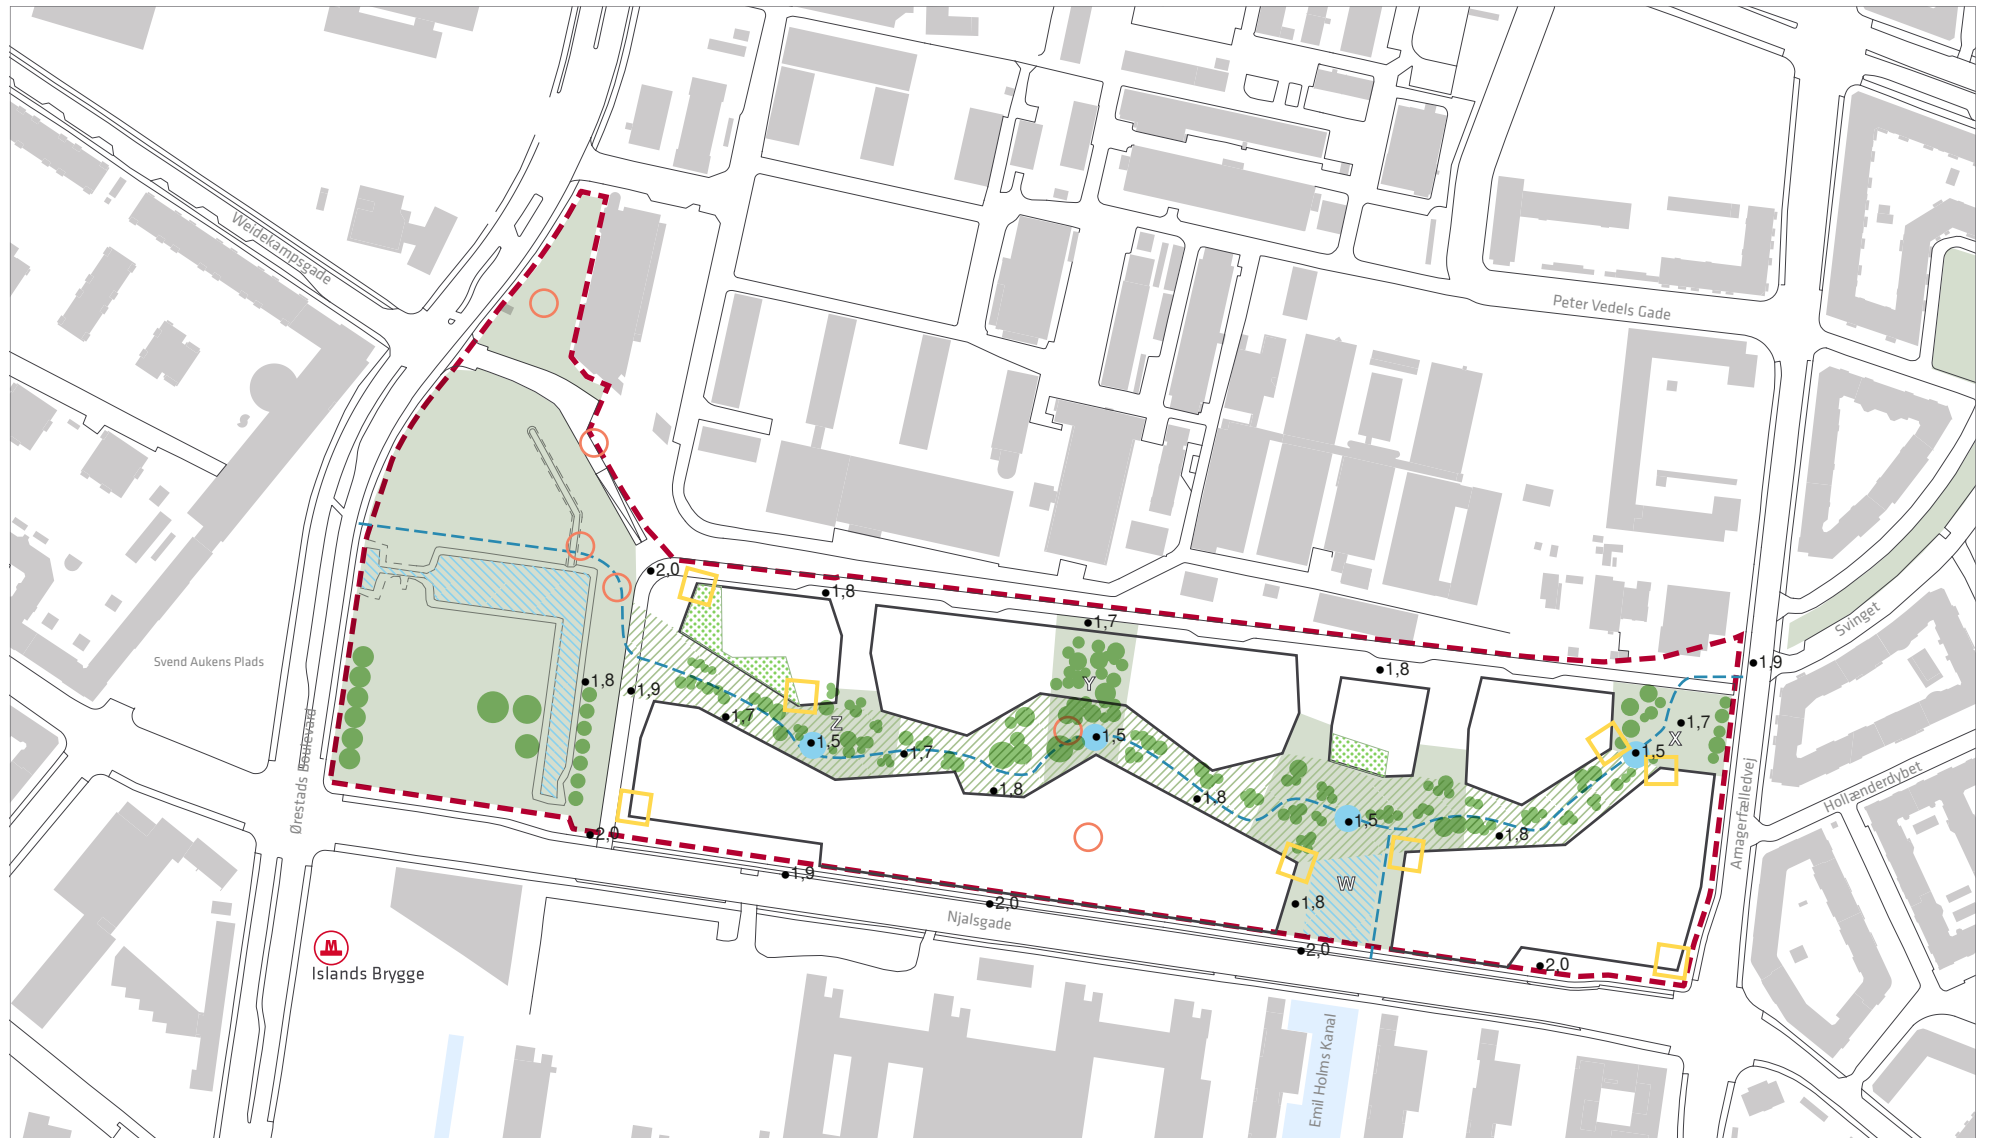 Weidekampsgade
Peter Vedels Gade
2,0
1,8
1,7
Svinget
Svend Aukens Plads
1,9
1,8
1,8
1,9
Y
1,7
Z
1,7
1,5
1,5
X
1,5
1,7
Ørestads Boulevard
Hollænderdybet
1,8
1,8
Amagerfælledvej
1,5
1,8
2,0
1,9
W
2,0
1,8
Njalsgade
M
Islands Brygge
2,0
2,0
Emil Holms Kanal